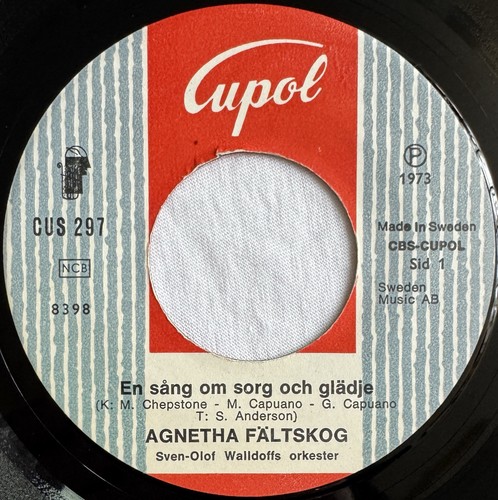 Cupol
CUS 297
NCB
8398
P
1973
Made in Sweden
CBS-CUPOL
Sid 1
Sweden
Music AB
En sång om sorg och glädje
(K: M. Chepstone - M. Capuano - G. Capuano
T: S. Anderson)
AGNETHA FÄLTSKOG
Sven-Olof Walldoffs orkester